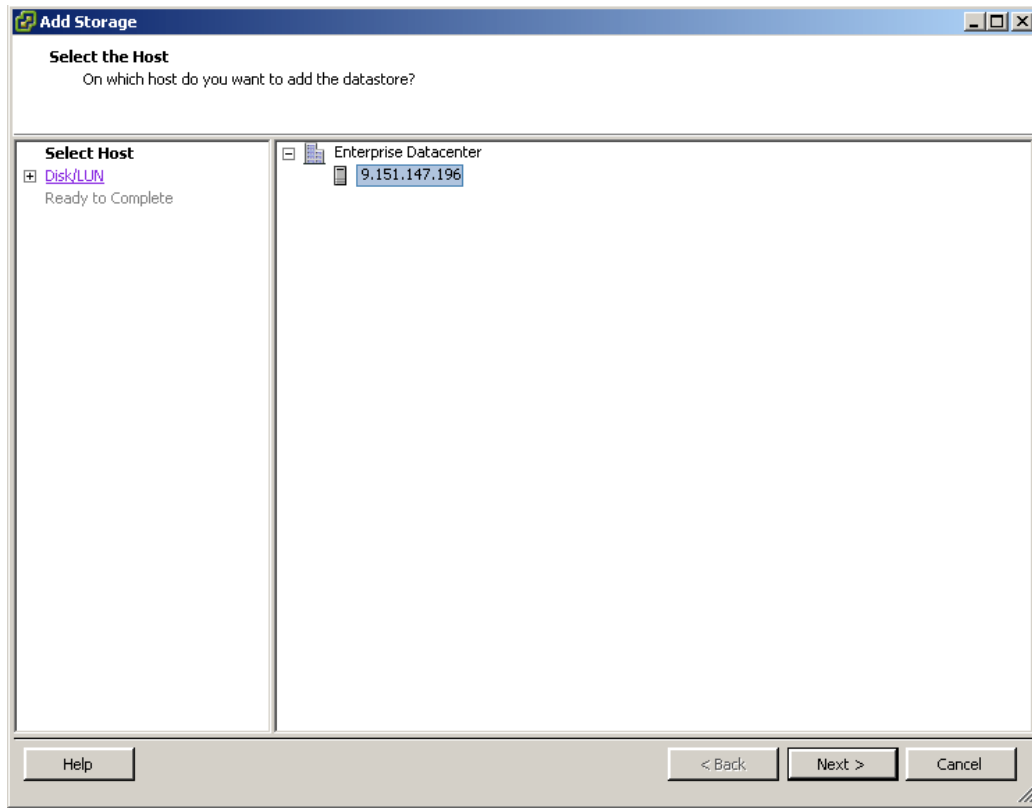 Add Storage
Select the Host
On which host do you want to add the datastore?
Select Host
Disk/LUN
Ready to Complete
Enterprise Datacenter
9.151.147.196
Help
< Back
Next >
Cancel